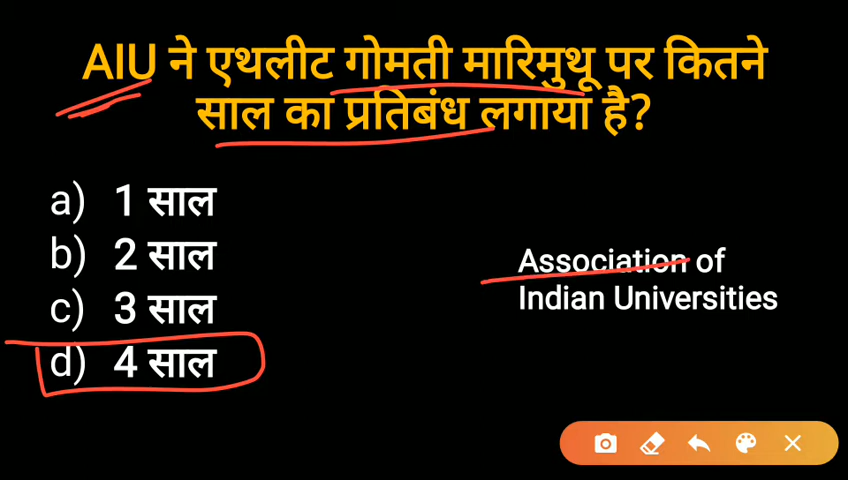 AIU ने एथलीट गोमती मारिमुथू पर कितने
साल का प्रतिबंध लगाया है?
a) 1 साल
b) 2 साल
c) 3 साल
d) 4 साल
Association of
Indian Universities